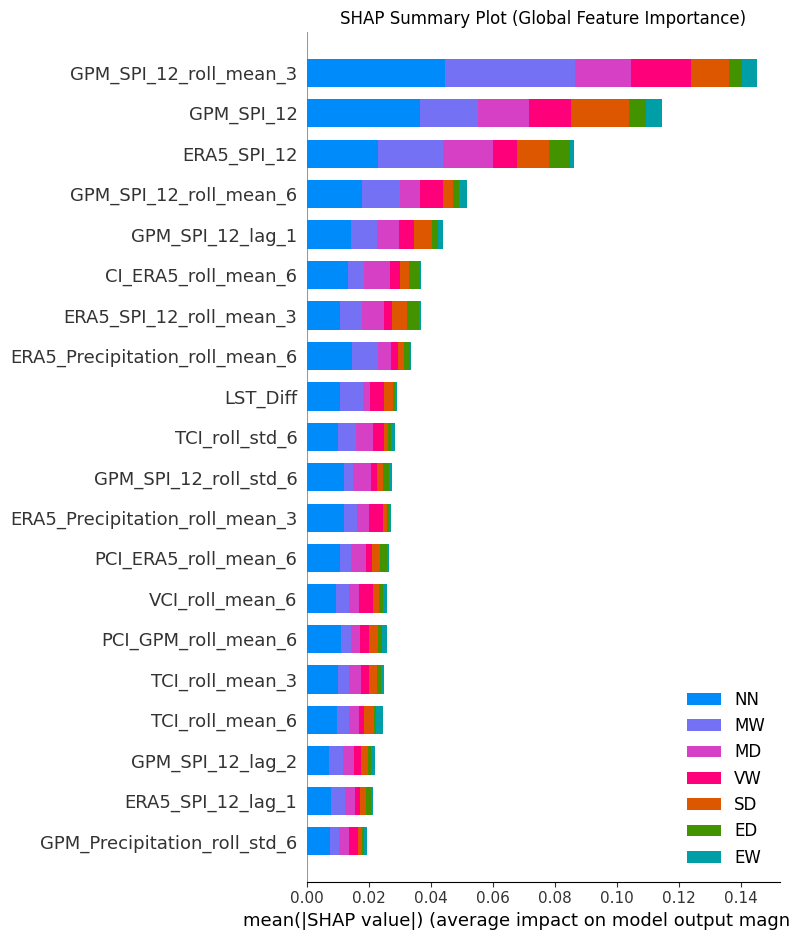 SHAP Summary Plot (Global Feature Importance)
GPM_SPI_12_roll_mean_3
GPM_SPI_12
ERA5_SPI_12
GPM_SPI_12_roll_mean_6
GPM_SPI_12_lag_1
CI_ERA5_roll_mean_6
ERA5_SPI_12_roll_mean_3
ERA5_Precipitation_roll_mean_6
LST_Diff
TCI_roll_std_6
GPM_SPI_12_roll_std_6
ERA5_Precipitation_roll_mean_3
PCI_ERA5_roll_mean_6
VCI_roll_mean_6
PCI_GPM_roll_mean_6
TCI_roll_mean_3
TCI_roll_mean_6
GPM_SPI_12_lag_2
ERA5_SPI_12_lag_1
GPM_Precipitation_roll_std_6
NN
MW
MD
VW
SD
ED
EW
0.00 0.02 0.04 0.06 0.08 0.10 0.12 0.14
mean(|SHAP value|) (average impact on model output magn